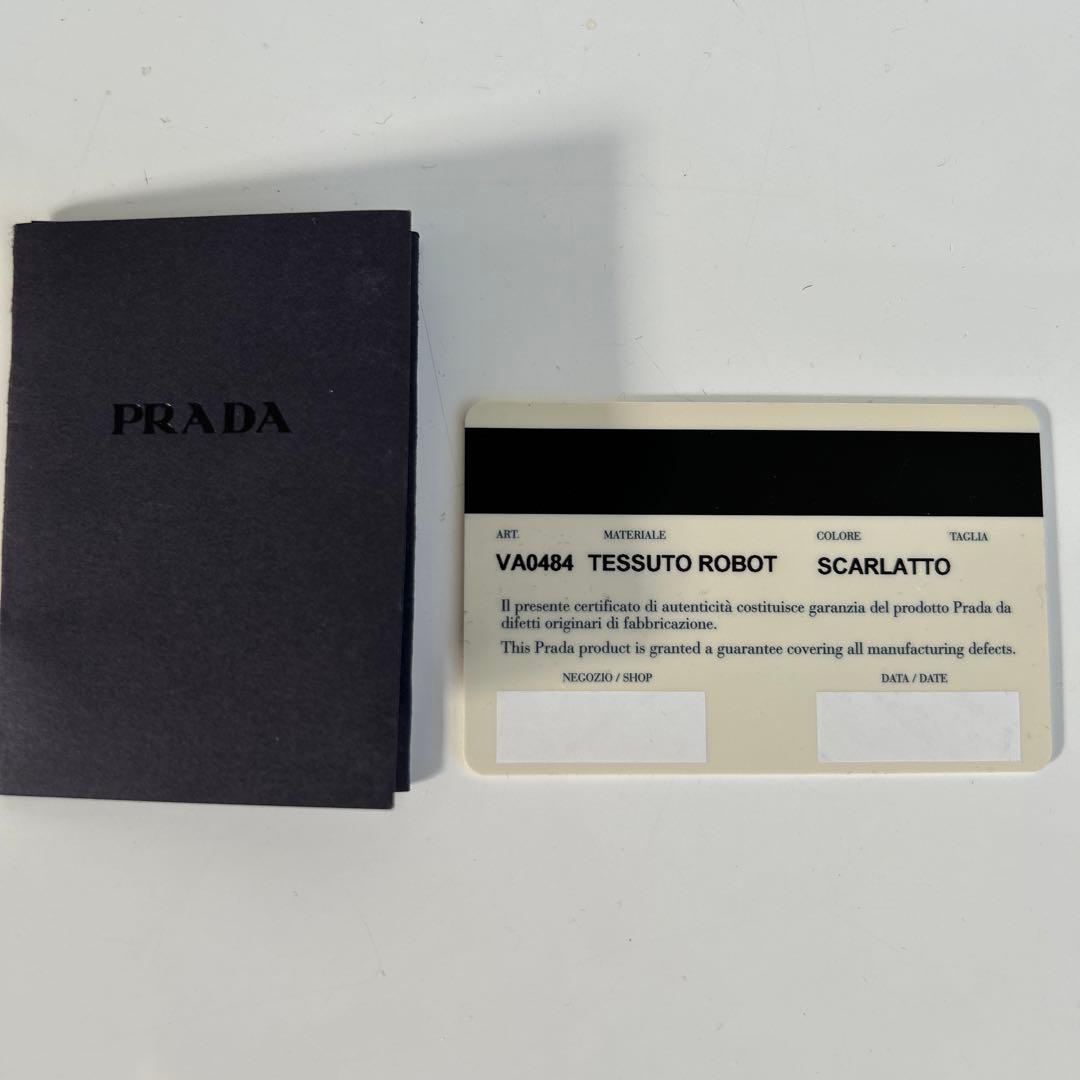 PRADA
ART. MATERIALE COLORE TAGLIA
VA0484 TESSUTO ROBOT SCARLATTO
Il presente certificato di autenticità costituisce garanzia del prodotto Prada da
difetti originari di fabbricazione.
This Prada product is granted a guarantee covering all manufacturing defects.
NEGOZIO / SHOP DATA / DATE